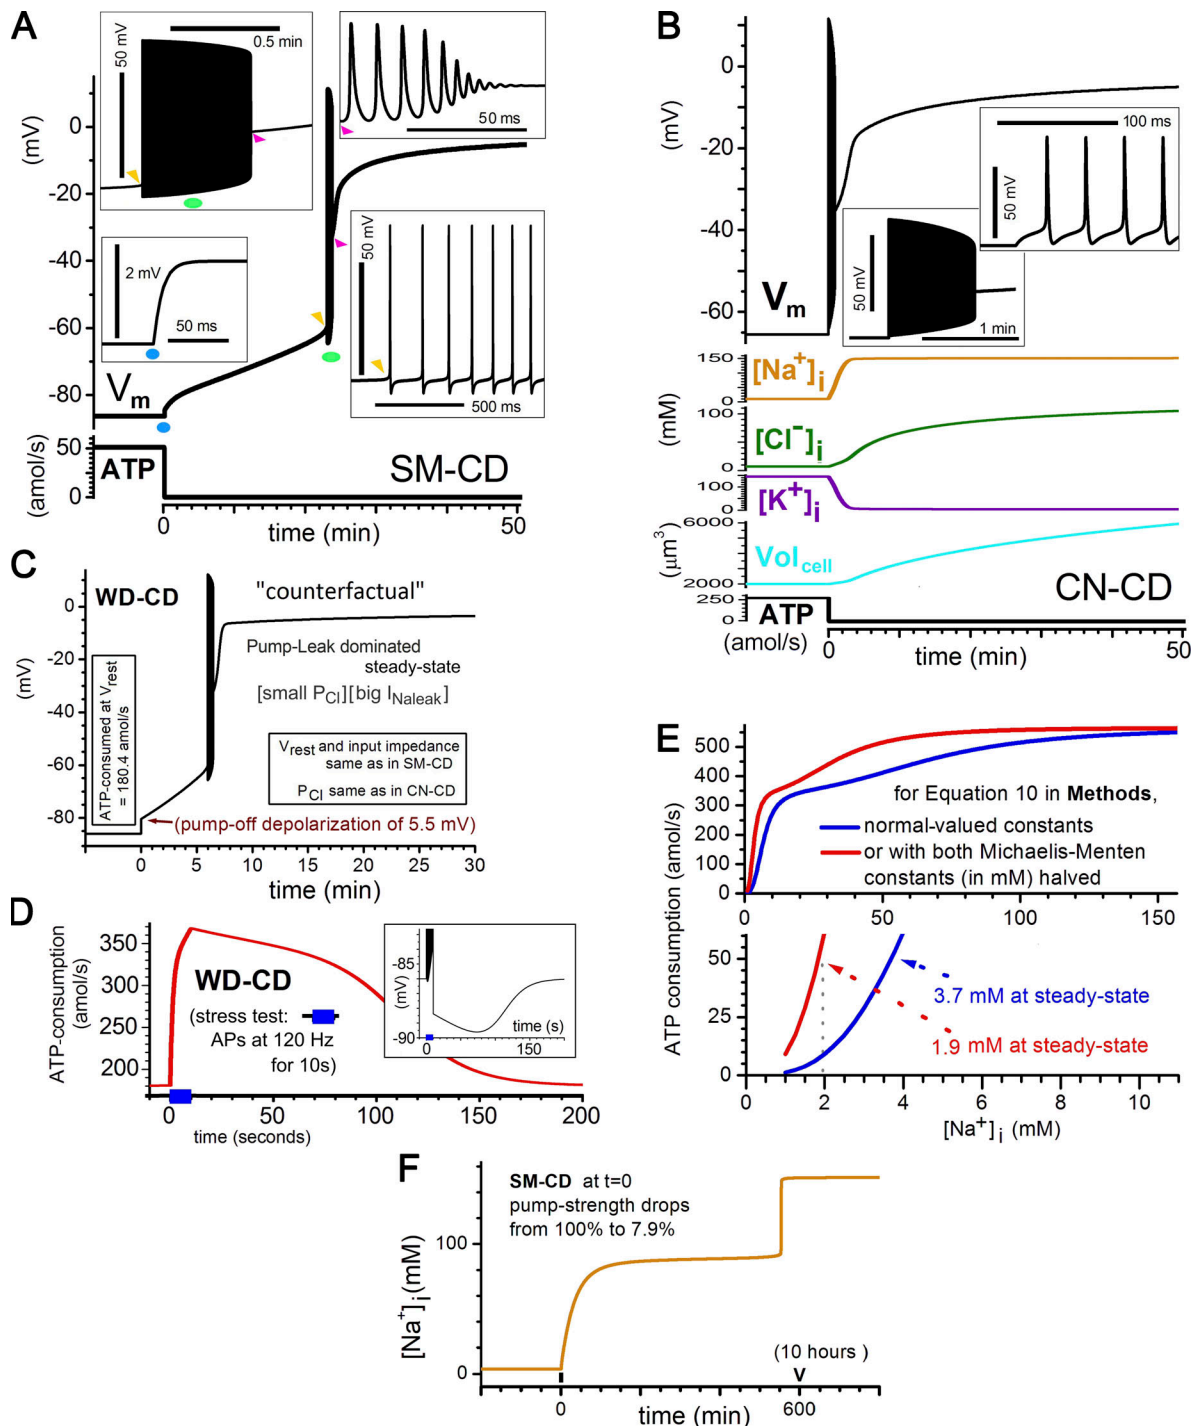 A
50 mV
0.5 min
50 ms
(mV)
0
-20
-40
-60
-80
2 mV
50 ms
50 mV
500 ms
Vm
ATP
SM-CD
(amol/s)
50
0
0
50
time (min)
B
(mV)
0
-20
-40
-60
100 ms
50 mV
50 mV
1 min
Vm
[Na+]i
150
0
(mM)
[Cl-]i
100
0
[K+]i
100
0
(µm3)
6000
2000
Volcell
CN-CD
ATP
250
0
(amol/s)
0
50
time (min)
C
WD-CD
"counterfactual"
(mV)
0
-20
-40
-60
-80
Pump-Leak dominated
steady-state
[small PCl][big INaleak]
ATP-consumed at Vrest
= 180.4 amol/s
Vrest and input impedance
same as in SM-CD
PCl same as in CN-CD
(pump-off depolarization of 5.5 mV)
0 5 10 15 20 25 30
time (min)
D
ATP-consumption
(amol/s)
350
300
250
200
WD-CD
(stress test:
APs at 120 Hz
for 10s)
-85
(mV)
-90
time (s)
0 150
0 50 100 150 200
time (seconds)
E
ATP consumption (amol/s)
500
400
300
200
100
0
for Equation 10 in Methods,
normal-valued constants
or with both Michaelis-Menten
constants (in mM) halved
0 50 100 150
50
25
0
3.7 mM at steady-state
1.9 mM at steady-state
0 2 4 6 8 10
[Na+]i (mM)
F
SM-CD at t=0
pump-strength drops
from 100% to 7.9%
[Na+]i (mM)
100
0
(10 hours )
V
0 600
time (min)